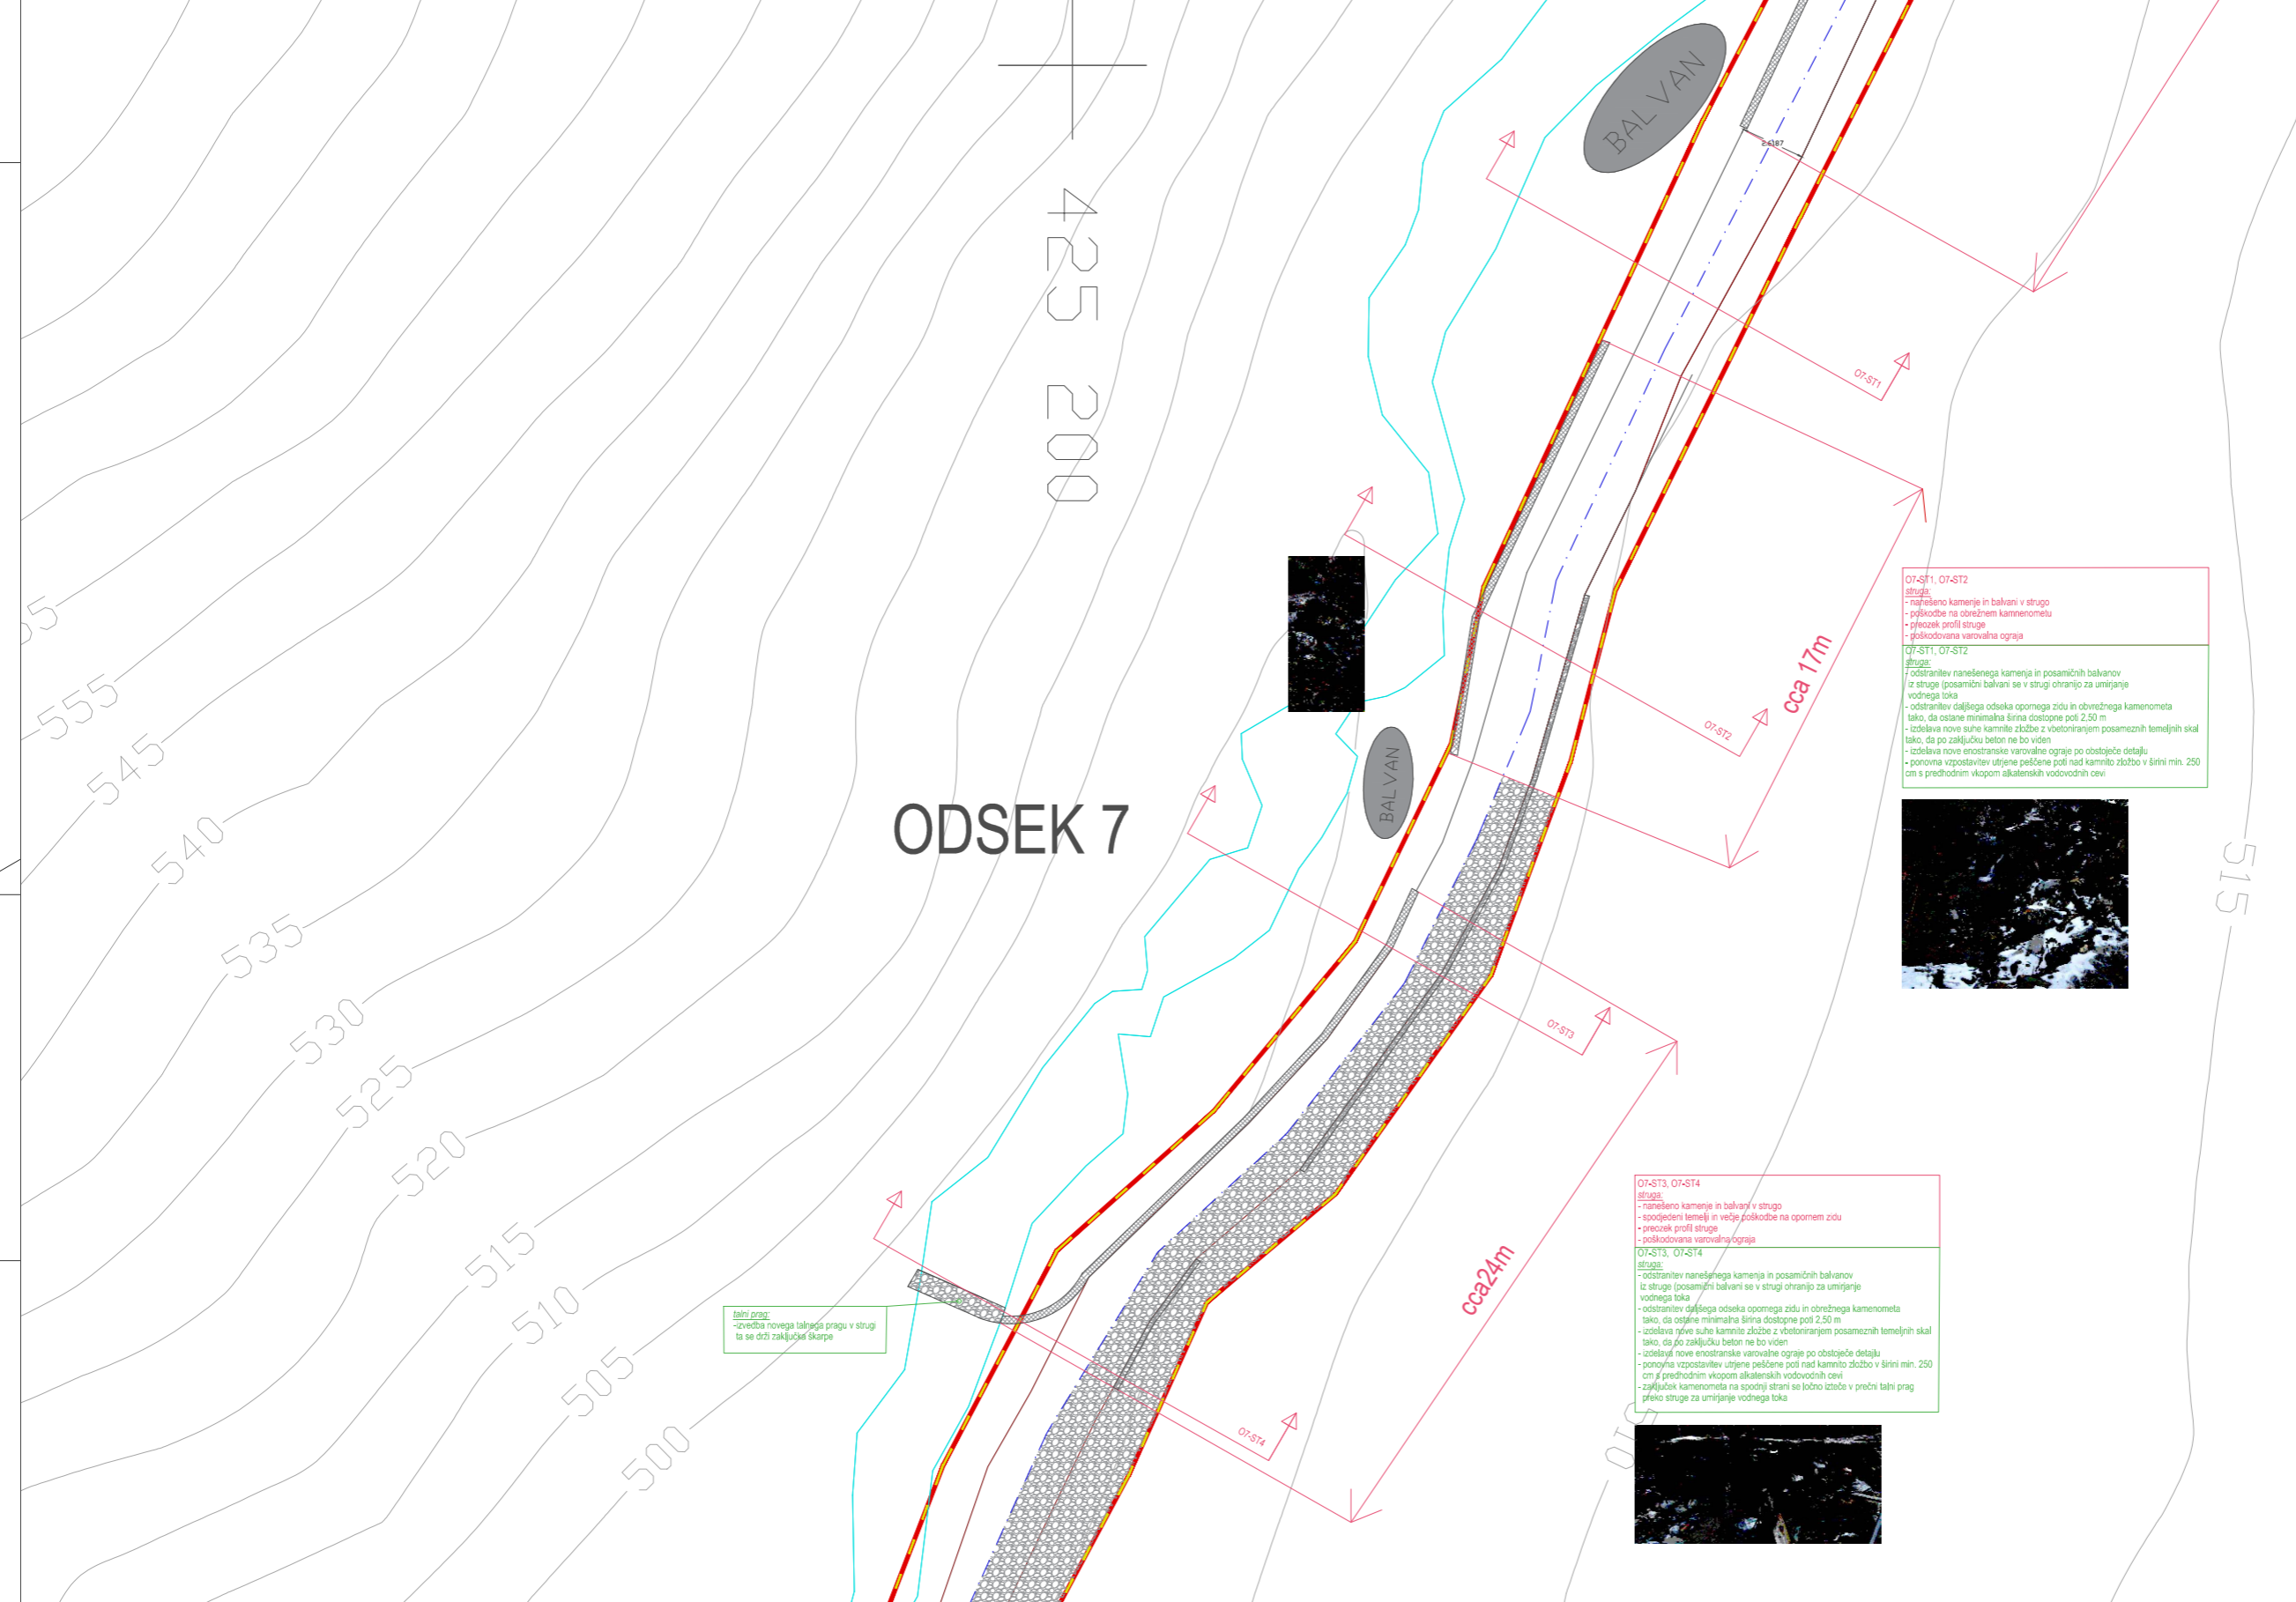 BALVAN
2.6187
425 200
O7-ST1
O7-ST1, O7-ST2
struga:
- nanešeno kamenje in balvani v strugo
- poškodbe na obrežnem kamnenometu
- preozek profil struge
- poškodovana varovalna ograja
O7-ST1, O7-ST2
struga:
- odstranitev nanešenega kamenja in posamičnih balvanov
iz struge (posamični balvani se v strugi ohranijo za umirjanje
vodnega toka
- odstranitev daljšega odseka opornega zidu in obvrežnega kamenometa
tako, da ostane minimalna širina dostopne poti 2,50 m
- izdelava nove suhe kamnite zložbe z vbetoniranjem posameznih temeljnih skal
tako, da po zaključku beton ne bo viden
- izdelava nove enostranske varovalne ograje po obstoječe detajlu
- ponovna vzpostavitev utrjene peščene poti nad kamnito zložbo v širini min. 250
cm s predhodnim vkopom alkatenskih vodovodnih cevi
cca 17m
O7-ST2
BALVAN
ODSEK 7
555
545
540
535
530
525
520
515
510
505
500
515
O7-ST3
cca24m
O7-ST3, O7-ST4
struga:
- nanešeno kamenje in balvani v strugo
- spodjedeni temelji in večje poškodbe na opornem zidu
- preozek profil struge
- poškodovana varovalna ograja
O7-ST3, O7-ST4
struga:
- odstranitev nanešenega kamenja in posamičnih balvanov
iz struge (posamični balvani se v strugi ohranijo za umirjanje
vodnega toka
- odstranitev daljšega odseka opornega zidu in obrežnega kamenometa
tako, da ostane minimalna širina dostopne poti 2,50 m
- izdelava nove suhe kamnite zložbe z vbetoniranjem posameznih temeljnih skal
tako, da po zaključku beton ne bo viden
- izdelava nove enostranske varovalne ograje po obstoječe detajlu
- ponovna vzpostavitev utrjene peščene poti nad kamnito zložbo v širini min. 250
cm s predhodnim vkopom alkatenskih vodovodnih cevi
- zaključek kamenometa na spodnji strani se ločno izteče v prečni talni prag
preko struge za umirjanje vodnega toka
talni prag:
-izvedba novega talnega pragu v strugi
ta se drži zaključka škarpe
O7-ST4